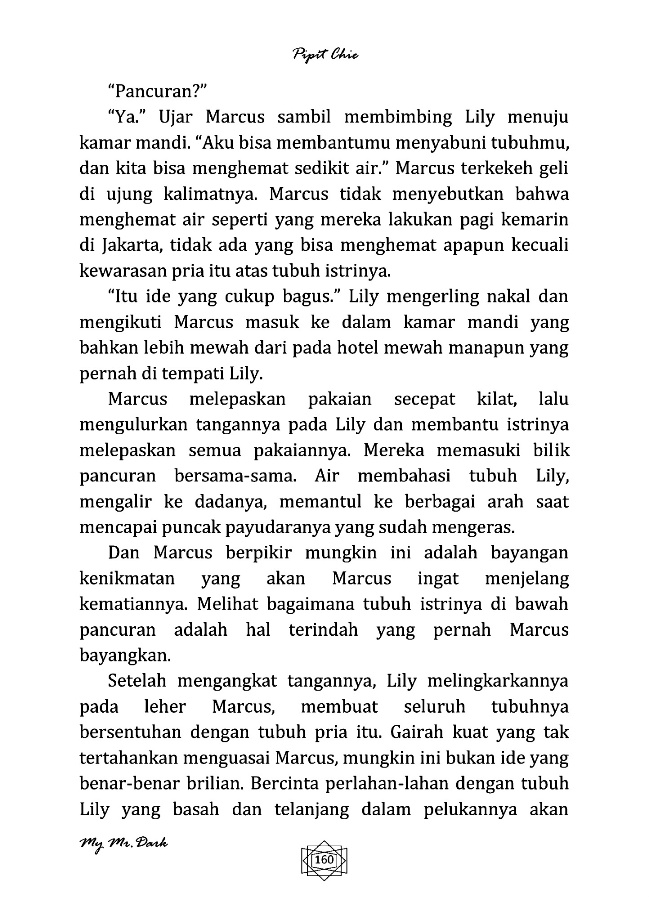 Pipit Chie
“Pancuran?”
“Ya.” Ujar Marcus sambil membimbing Lily menuju
kamar mandi. “Aku bisa membantumu menyabuni tubuhmu,
dan kita bisa menghemat sedikit air.” Marcus terkekeh geli
di ujung kalimatnya. Marcus tidak menyebutkan bahwa
menghemat air seperti yang mereka lakukan pagi kemarin
di Jakarta, tidak ada yang bisa menghemat apapun kecuali
kewarasan pria itu atas tubuh istrinya.
“Itu ide yang cukup bagus.” Lily mengerling nakal dan
mengikuti Marcus masuk ke dalam kamar mandi yang
bahkan lebih mewah dari pada hotel mewah manapun yang
pernah di tempati Lily.
Marcus melepaskan pakaian secepat kilat, lalu
mengulurkan tangannya pada Lily dan membantu istrinya
melepaskan semua pakaiannya. Mereka memasuki bilik
pancuran bersama-sama. Air membahasi tubuh Lily,
mengalir ke dadanya, memantul ke berbagai arah saat
mencapai puncak payudaranya yang sudah mengeras.
Dan Marcus berpikir mungkin ini adalah bayangan
kenikmatan yang akan Marcus ingat menjelang
kematiannya. Melihat bagaimana tubuh istrinya di bawah
pancuran adalah hal terindah yang pernah Marcus
bayangkan.
Setelah mengangkat tangannya, Lily melingkarkannya
pada leher Marcus, membuat seluruh tubuhnya
bersentuhan dengan tubuh pria itu. Gairah kuat yang tak
tertahankan menguasai Marcus, mungkin ini bukan ide yang
benar-benar brilian. Bercinta perlahan-lahan dengan tubuh
Lily yang basah dan telanjang dalam pelukannya akan
My Mr. Dark
160